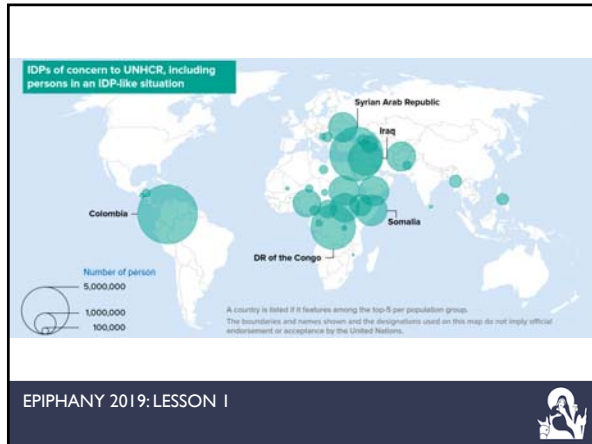 IDPs of concern to UNHCR, including
persons in an IDP-like situation
Syrian Arab Republic
Iraq
Colombia
Somalia
DR of the Congo
Number of person
5,000,000
1,000,000
100,000
A country is listed if it features among the top-5 per population group.
The boundaries and names shown and the designations used on this map do not imply official
endorsement or acceptance by the United Nations.
EPIPHANY 2019: LESSON 1